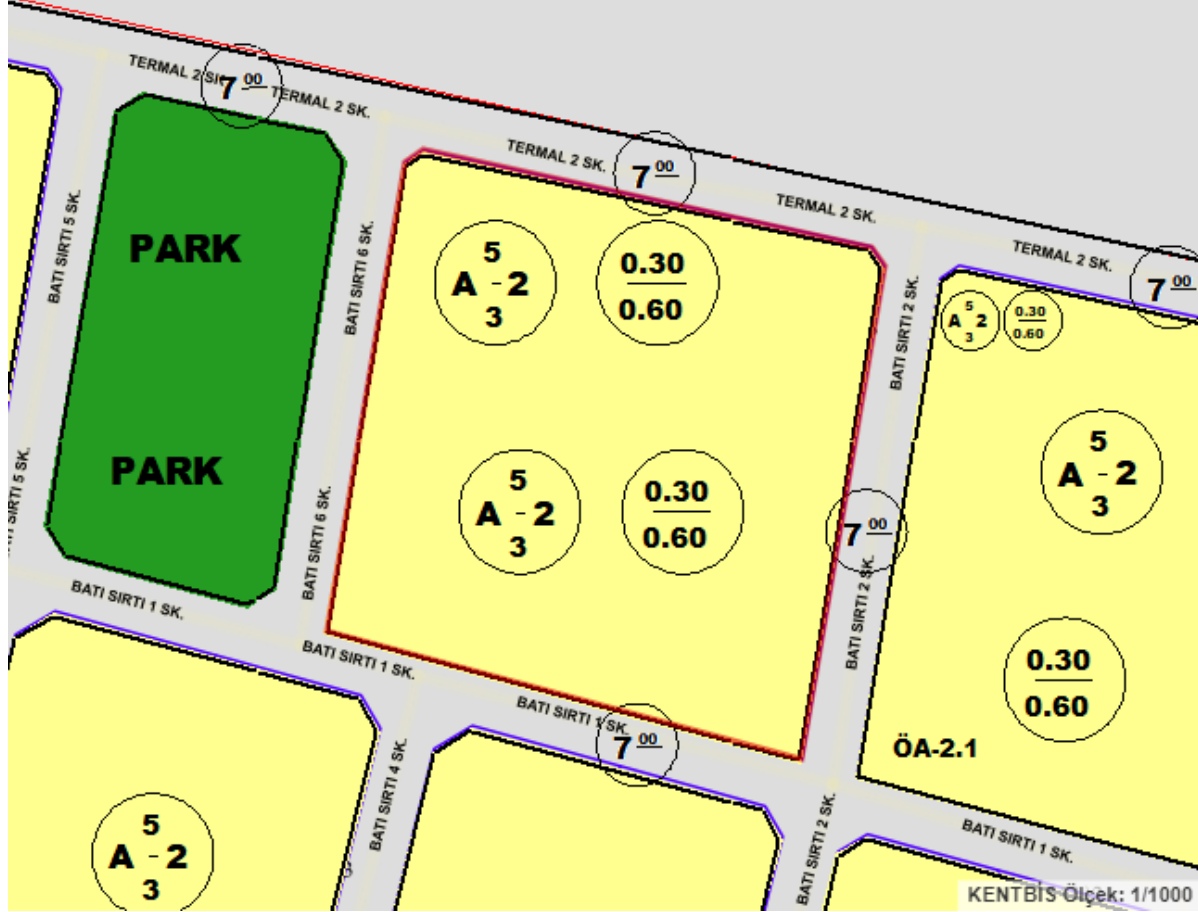 TERMAL 2 SK.
7 00
TERMAL 2 SK.
TERMAL 2 SK.
7 00
TERMAL 2 SK.
TERMAL 2 SK.
7 00
BATI SIRTI 5 SK.
PARK
BATI SIRTI 6 SK.
5
A - 2
3
0.30
0.60
BATI SIRTI 2 SK.
5
A 2
3
0.30
0.60
PARK
SIRTI 5 SK.
BATI SIRTI 6 SK.
5
A - 2
3
0.30
0.60
7 00
5
A - 2
3
BATI SIRTI 1 SK.
BATI SIRTI 1 SK.
BATI SIRTI 1 SK.
7 00
BATI SIRTI 2 SK.
0.30
0.60
ÖA-2.1
5
A - 2
3
BATI SIRTI 4 SK.
BATI SIRTI 2 SK.
BATI SIRTI 1 SK.
KENTBİS Ölçek: 1/1000